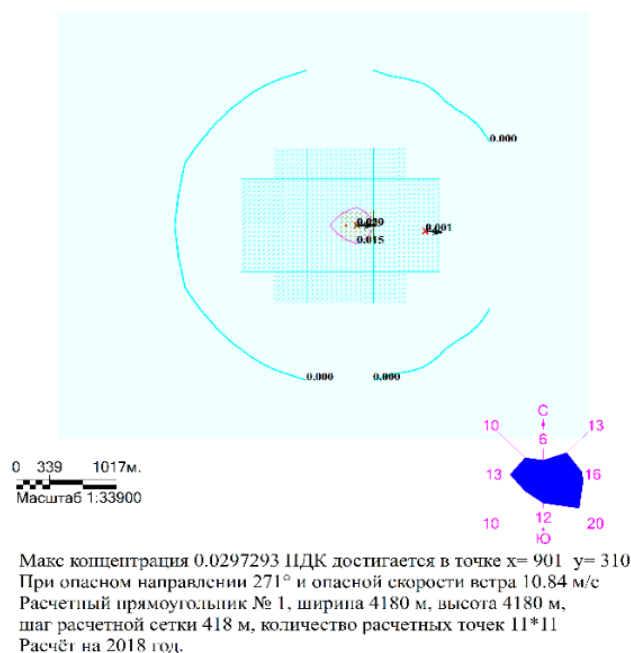 0.000
0.029
0.001
0.015
0.000
0.000
С
10
13
6
13
16
12
10
20
Ю
0 339 1017м.
Масштаб 1:33900
Макс концентрация 0.0297293 ПДК достигается в точке x= 901 y= 310
При опасном направлении 271° и опасной скорости ветра 10.84 м/с
Расчетный прямоугольник № 1, ширина 4180 м, высота 4180 м,
шаг расчетной сетки 418 м, количество расчетных точек 11*11
Расчёт на 2018 год.